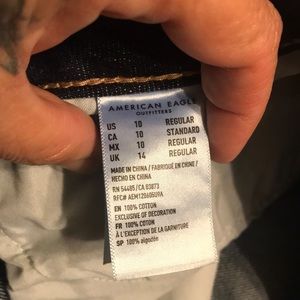 AMERICAN EAGLE
OUTFITTERS
US 10 REGULAR
CA 10 STANDARD
MX 10 REGULAR
UK 14 REGULAR
MADE IN CHINA / FABRIQUÉ EN CHINE /
HECHO EN CHINA
RN 54485/CA 03873
RFC# AEM120606U9A
EN 100% COTTON
EXCLUSIVE OF DECORATION
FR 100% COTON
À L'EXCEPTION DE LA GARNITURE
SP 100% algodón